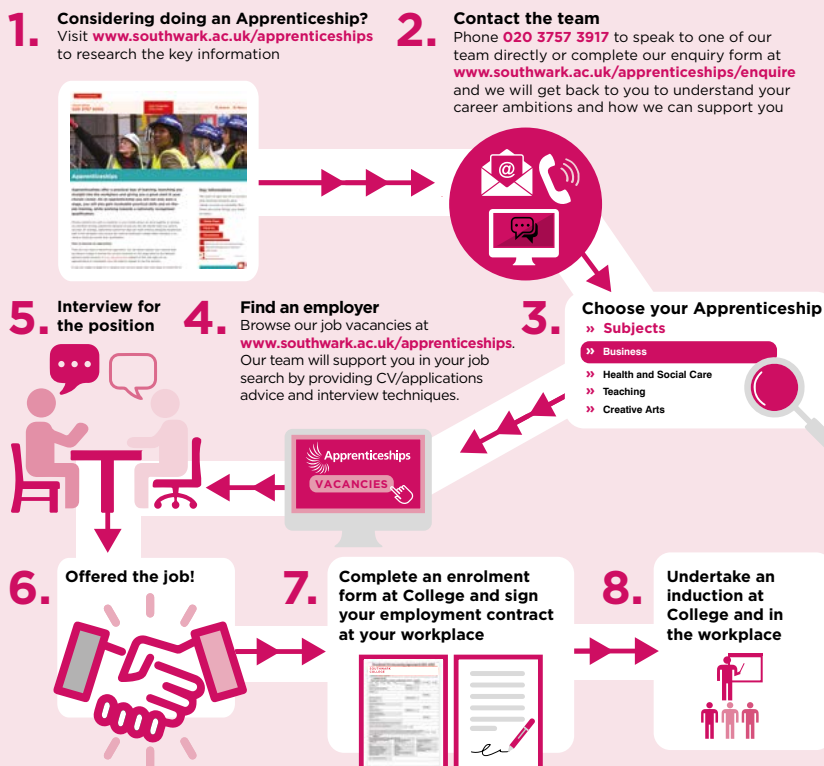 1.
Considering doing an Apprenticeship?
Visit www.southwark.ac.uk/apprenticeships
to research the key information
Apprenticeships
2.
Contact the team
Phone 020 3757 3917 to speak to one of our
team directly or complete our enquiry form at
www.southwark.ac.uk/apprenticeships/enquire
and we will get back to you to understand your
career ambitions and how we can support you
@
3.
Choose your Apprenticeship
» Subjects
» Business
» Health and Social Care
» Teaching
» Creative Arts
4.
Find an employer
Browse our job vacancies at
www.southwark.ac.uk/apprenticeships.
Our team will support you in your job
search by providing CV/applications
advice and interview techniques.
Apprenticeships
VACANCIES
5.
Interview for
the position
6.
Offered the job!
7.
Complete an enrolment
form at College and sign
your employment contract
at your workplace
8.
Undertake an
induction at
College and in
the workplace